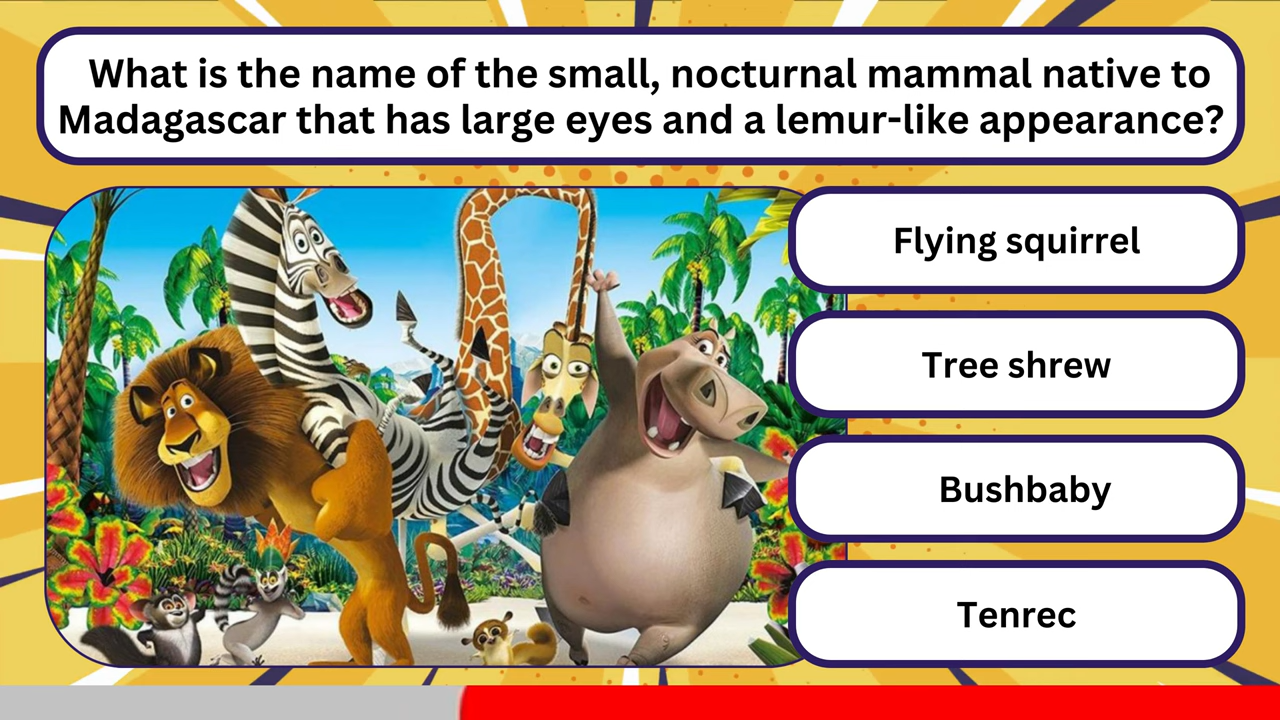 What is the name of the small, nocturnal mammal native to
Madagascar that has large eyes and a lemur-like appearance?
Flying squirrel
Tree shrew
Bushbaby
Tenrec